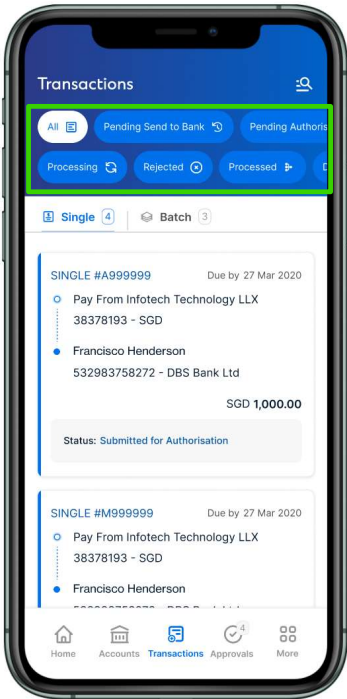 Transactions
All
Pending Send to Bank
Pending Authoris
Processing
Rejected
Processed
Single 4
Batch 3
SINGLE #A999999 Due by 27 Mar 2020
Pay From Infotech Technology LLX
38378193 - SGD
Francisco Henderson
532983758272 - DBS Bank Ltd
SGD 1,000.00
Status: Submitted for Authorisation
SINGLE #M999999 Due by 27 Mar 2020
Pay From Infotech Technology LLX
38378193 - SGD
Francisco Henderson
4
Home Accounts Transactions Approvals More